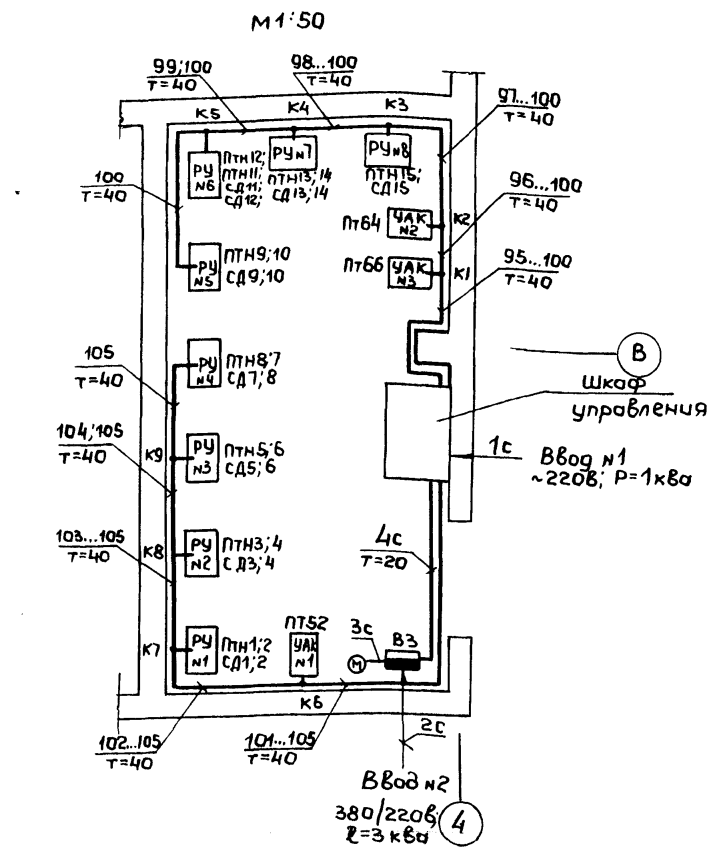 М1:50
99;100
Т=40
98...100
Т=40
97...100
Т=40
К5
К4
К3
РУ
N6
ПТН12;
ПТН11;
СД11;
СД12;
РУ
N7
ПТН13;14
СД13;14
РУ
N8
ПТН15;
СД15
100
Т=40
96...100
Т=40
Пт64
УАК
N2
К2
Пт66
УАК
N3
К1
95...100
Т=40
РУ
N5
ПТН9;10
СД9;10
105
Т=40
РУ
N4
ПТН8;7
СД7;8
В
Шкаф
управления
104;105
Т=40
К9
РУ
N3
ПТН5;6
СД5;6
1с
Ввод N1
~220в; Р=1ква
103...105
Т=40
К8
РУ
N2
ПТН3;4
СД3;4
4с
Т=20
К7
РУ
N1
ПТН1;2
СД1;2
ПТ52
УАК
N1
3с
М
ВЗ
К6
102...105
Т=40
101...105
Т=40
2с
Ввод N2
380/220в;
Р=3 ква
4